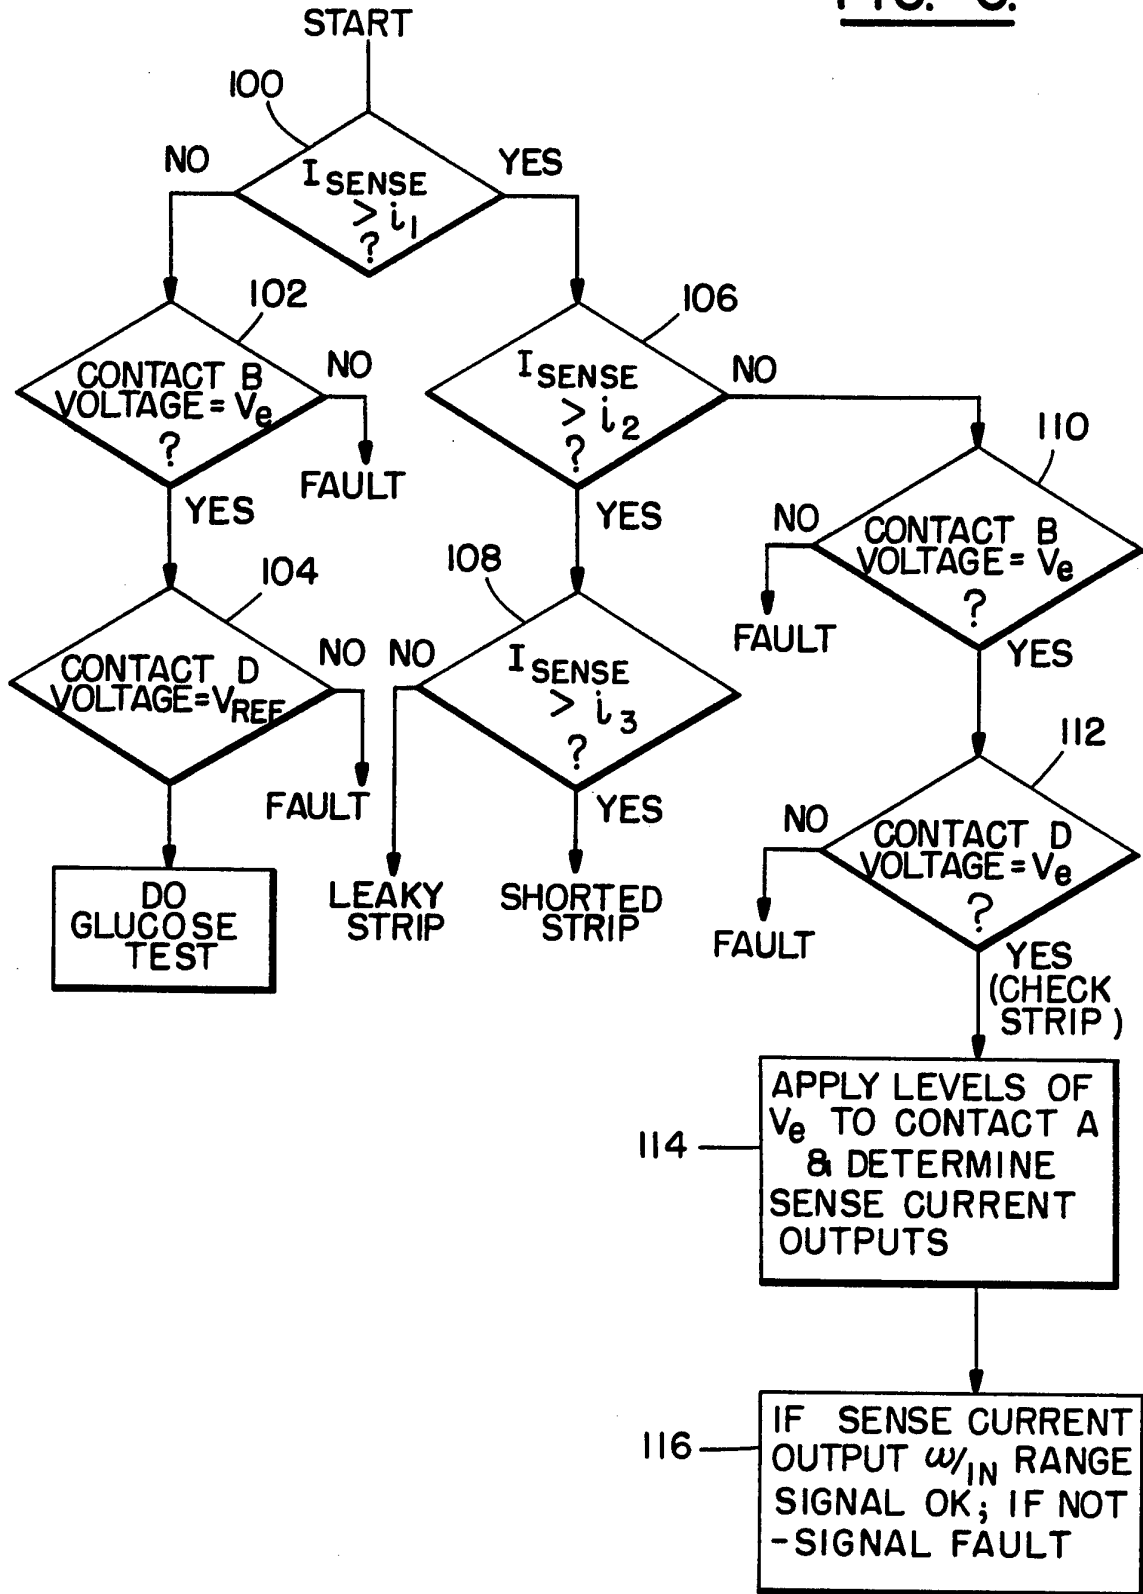 START
100
NO
YES
I SENSE
> i1
?
102
CONTACT B
VOLTAGE = Ve
?
NO
FAULT
YES
104
CONTACT D
VOLTAGE = VREF
NO
FAULT
DO
GLUCOSE
TEST
106
I SENSE
> i2
?
NO
YES
108
NO
I SENSE
> i3
?
YES
LEAKY
STRIP
SHORTED
STRIP
110
NO
CONTACT B
VOLTAGE = Ve
?
FAULT
YES
112
NO
CONTACT D
VOLTAGE = Ve
?
FAULT
YES
(CHECK
STRIP)
114
APPLY LEVELS OF
Ve TO CONTACT A
& DETERMINE
SENSE CURRENT
OUTPUTS
116
IF SENSE CURRENT
OUTPUT w/IN RANGE
SIGNAL OK; IF NOT
-SIGNAL FAULT